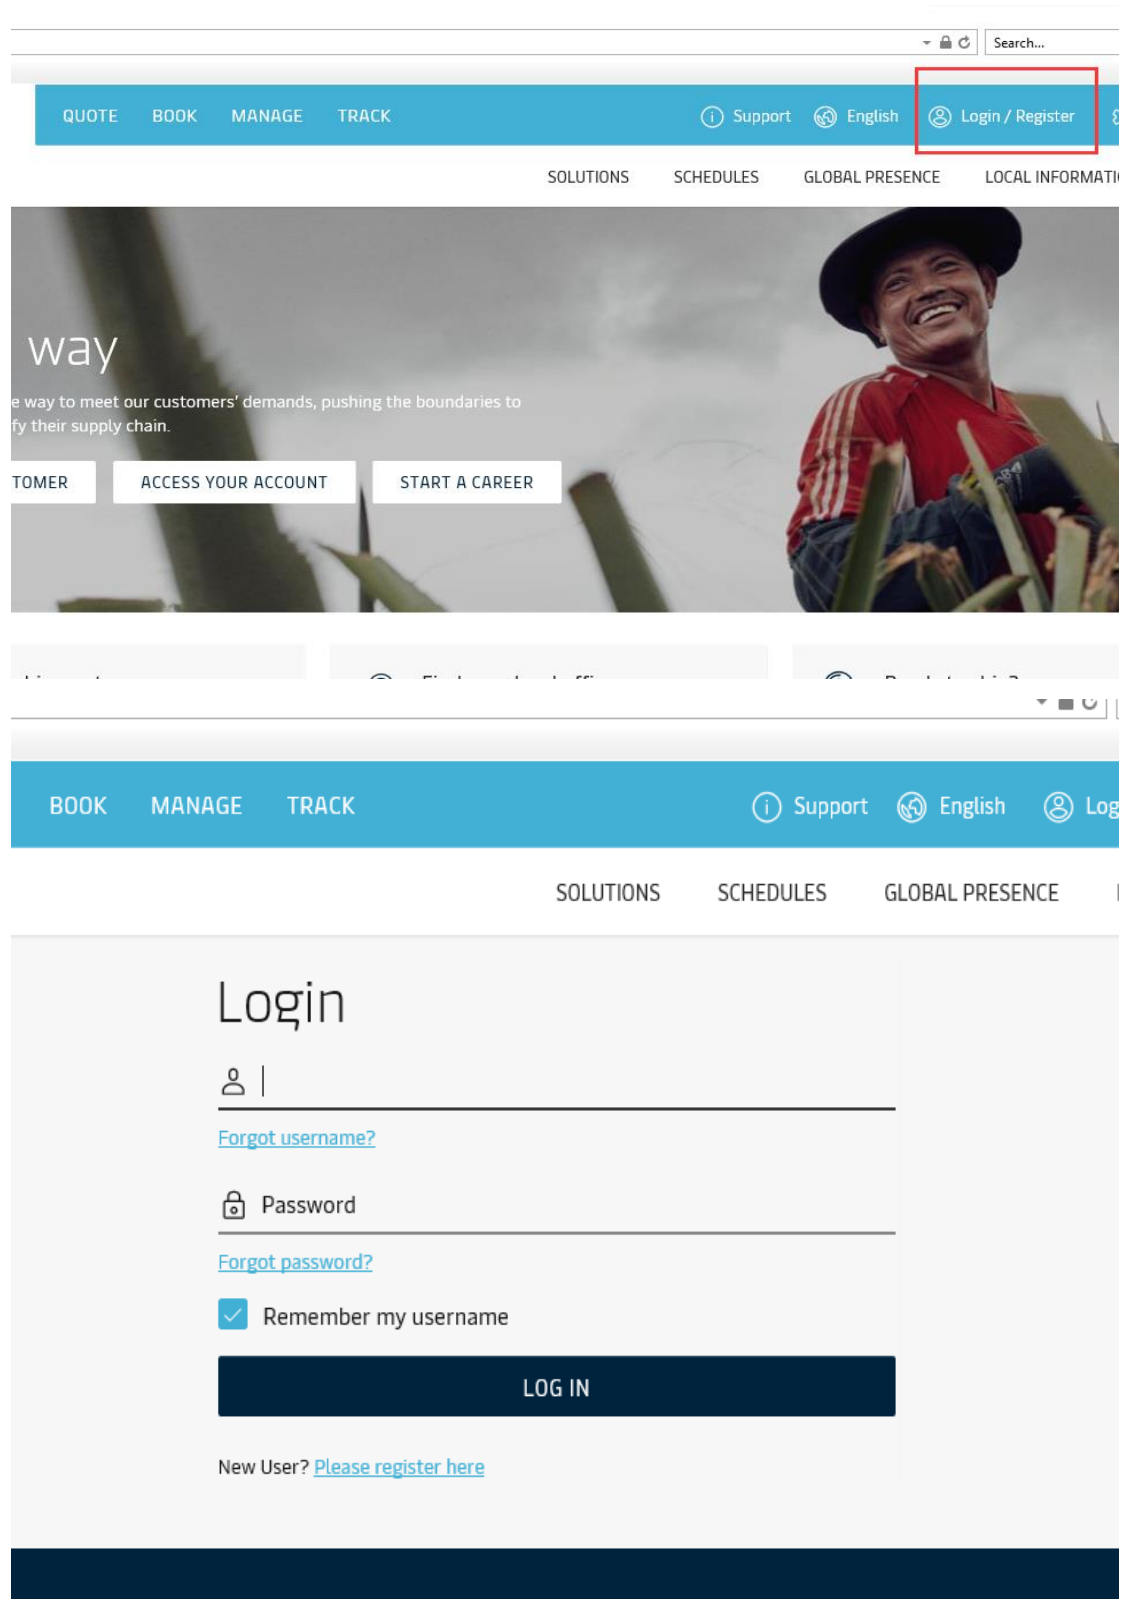 Search...
QUOTE BOOK MANAGE TRACK Support English Login / Register
SOLUTIONS SCHEDULES GLOBAL PRESENCE LOCAL INFORMATI
way
e way to meet our customers' demands, pushing the boundaries to
fy their supply chain.
TOMER ACCESS YOUR ACCOUNT START A CAREER
BOOK MANAGE TRACK Support English Log
SOLUTIONS SCHEDULES GLOBAL PRESENCE
Login
Forgot username?
Password
Forgot password?
Remember my username
LOG IN
New User? Please register here